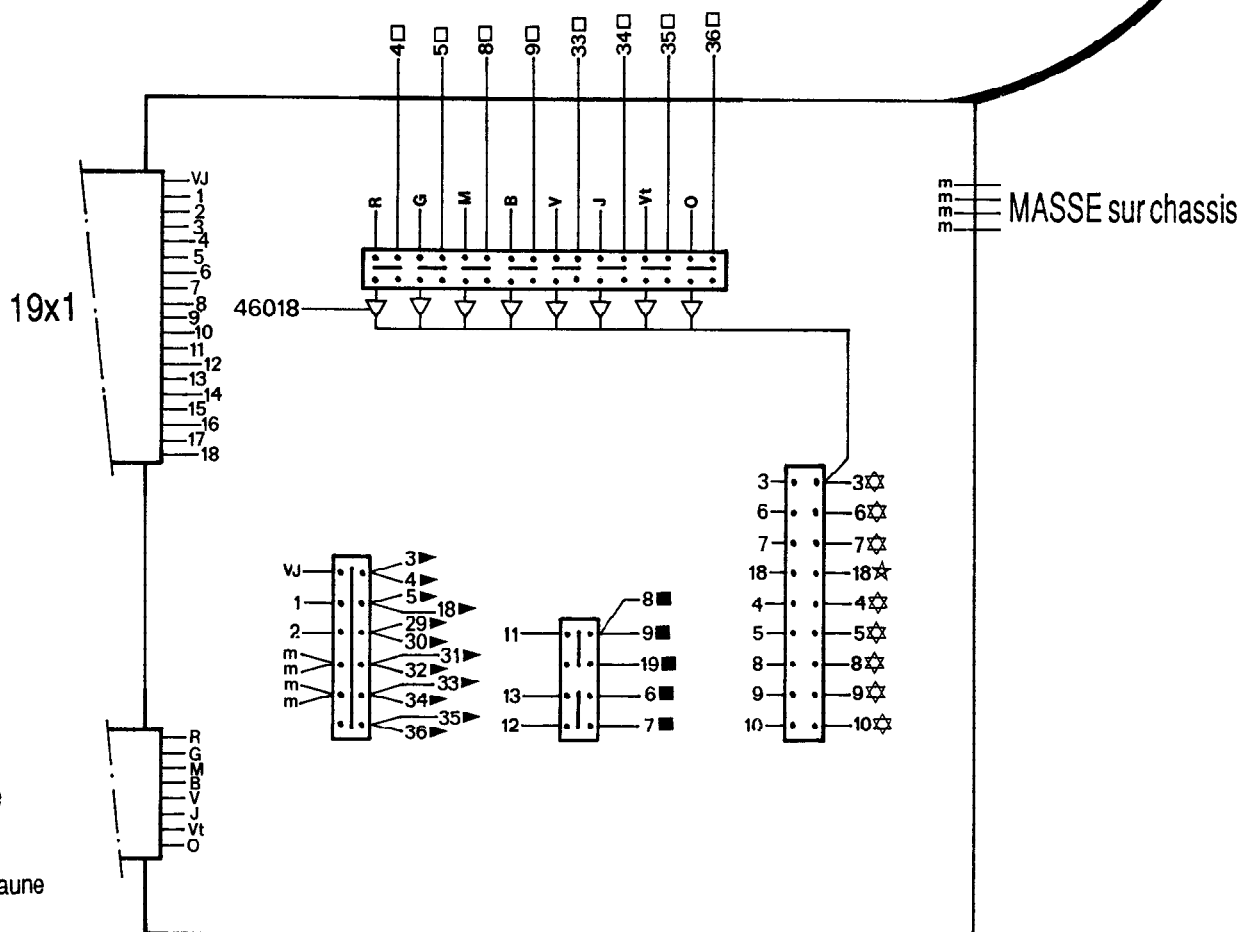 4□ 5□ 8□ 9□ 33□ 34□ 35□ 36□
R G M B V J Vt O
19x1
VJ
1
2
3
4
5
6
7
8
9
10
11
12
13
14
15
16
17
18
46018
m
m
m
m
MASSE sur chassis
VJ 3►
4►
1 5►
18►
2 29►
30►
m 31►
m 32►
m 33►
m 34►
35►
36►
8■
11 9■
19■
13 6■
12 7■
3 3✡
6 6✡
7 7✡
18 18☆
4 4✡
5 5✡
8 8✡
9 9✡
10 10✡
R
G
M
B
V
J
Vt
O
aune